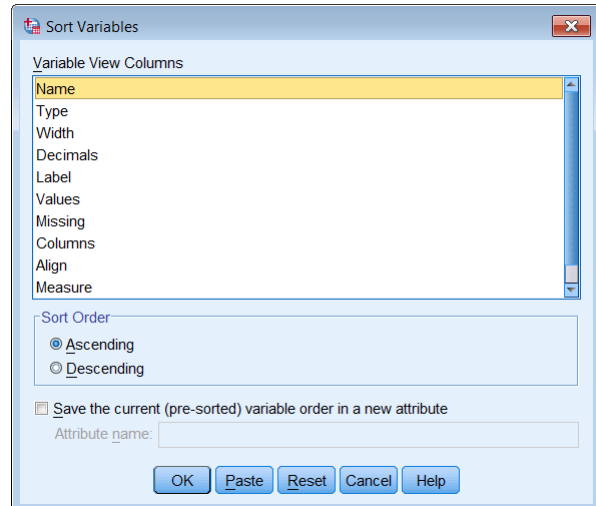 Sort Variables
Variable View Columns
Name
Type
Width
Decimals
Label
Values
Missing
Columns
Align
Measure
Sort Order
Ascending
Descending
Save the current (pre-sorted) variable order in a new attribute
Attribute name:
OK Paste Reset Cancel Help